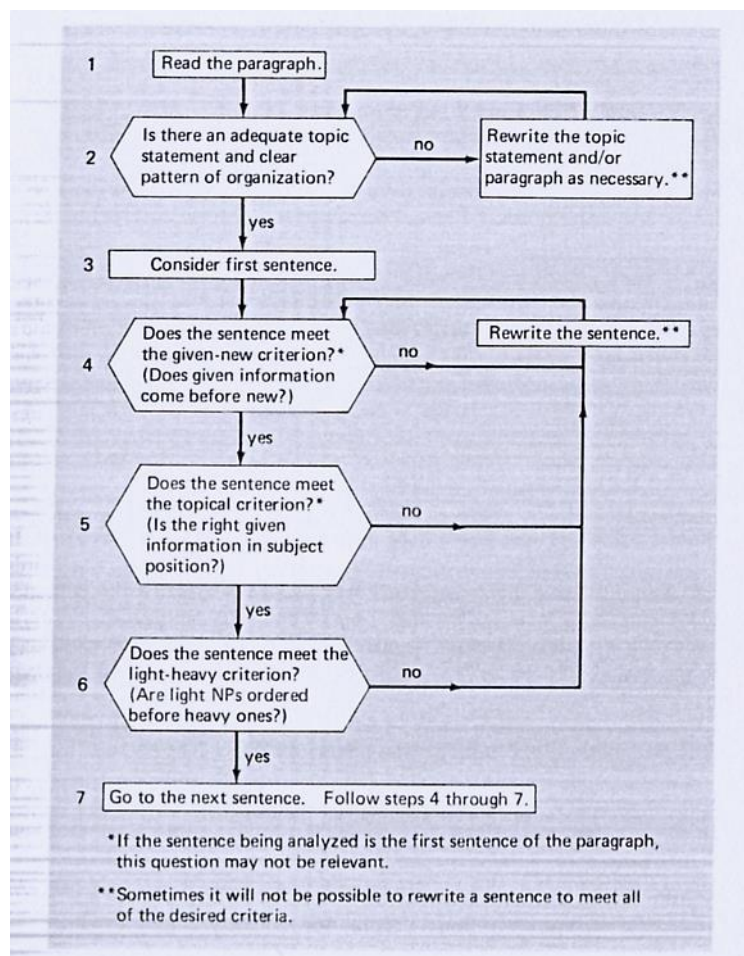 1 Read the paragraph.
2 Is there an adequate topic
statement and clear
pattern of organization?
no
Rewrite the topic
statement and/or
paragraph as necessary.**
yes
3 Consider first sentence.
4 Does the sentence meet
the given-new criterion?*
(Does given information
come before new?)
no
Rewrite the sentence.**
yes
5 Does the sentence meet
the topical criterion?*
(Is the right given
information in subject
position?)
no
yes
6 Does the sentence meet the
light-heavy criterion?
(Are light NPs ordered
before heavy ones?)
no
yes
7 Go to the next sentence. Follow steps 4 through 7.
*If the sentence being analyzed is the first sentence of the paragraph,
this question may not be relevant.
**Sometimes it will not be possible to rewrite a sentence to meet all
of the desired criteria.